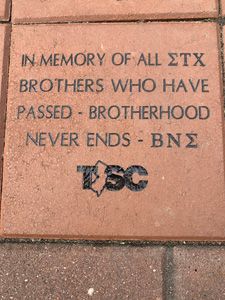 IN MEMORY OF ALL ΣTX
BROTHERS WHO HAVE
PASSED - BROTHERHOOD
NEVER ENDS - BNΣ
TSC